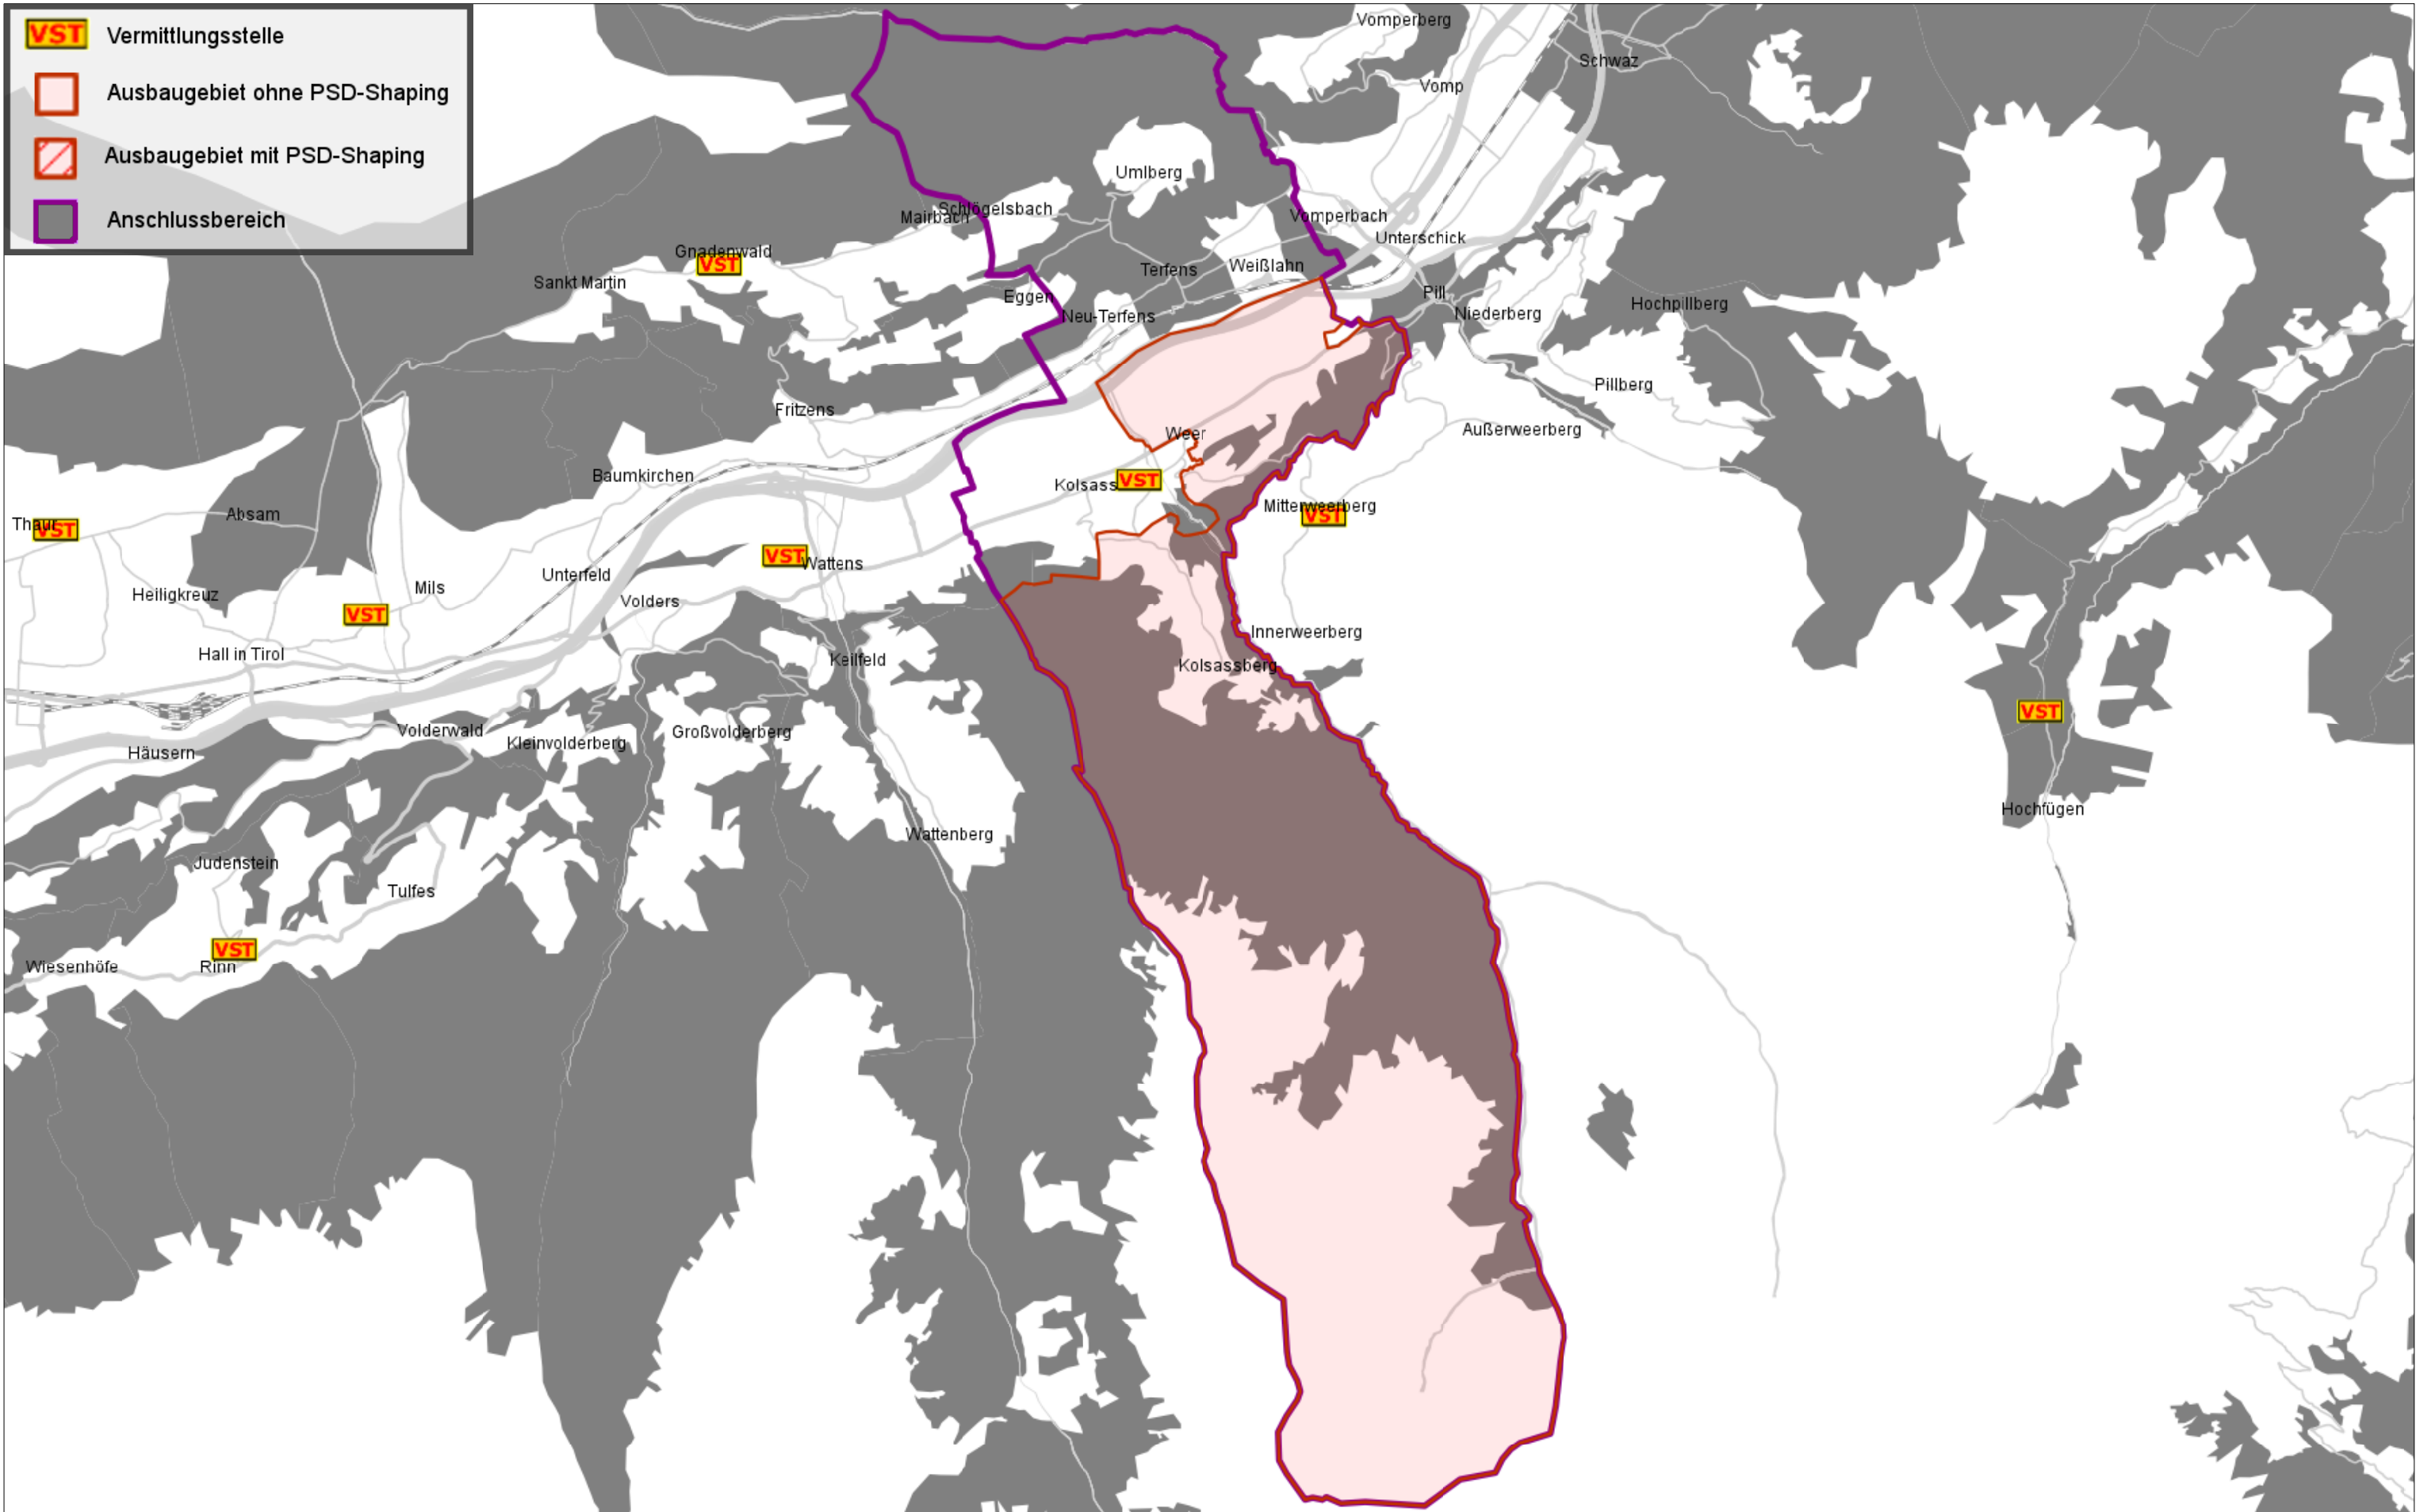 VST Vermittlungsstelle
Ausbaugebiet ohne PSD-Shaping
Ausbaugebiet mit PSD-Shaping
Anschlussbereich
Vomperberg
Schwaz
Vomp
Umlberg
Schlögelsbach
Mairbach
Vomperbach
Unterschick
Gnadenwald
VST
Terfens
Weißlahn
Sankt Martin
Eggen
Pill
Hochpillberg
Neu-Terfens
Niederberg
Pillberg
Fritzens
Weer
Außerweerberg
Baumkirchen
Kolsass
VST
Mitterweerberg
VST
Absam
Thaur
VST
VST
Wattens
Unterfeld
Mils
Heiligkreuz
Volders
VST
Innerweerberg
Hall in Tirol
Keilfeld
Kolsassberg
VST
Volderwald
Großvolderberg
Kleinvolderberg
Häusern
Hochfügen
Wattenberg
Judenstein
Tulfes
VST
Wiesenhöfe
Rinn